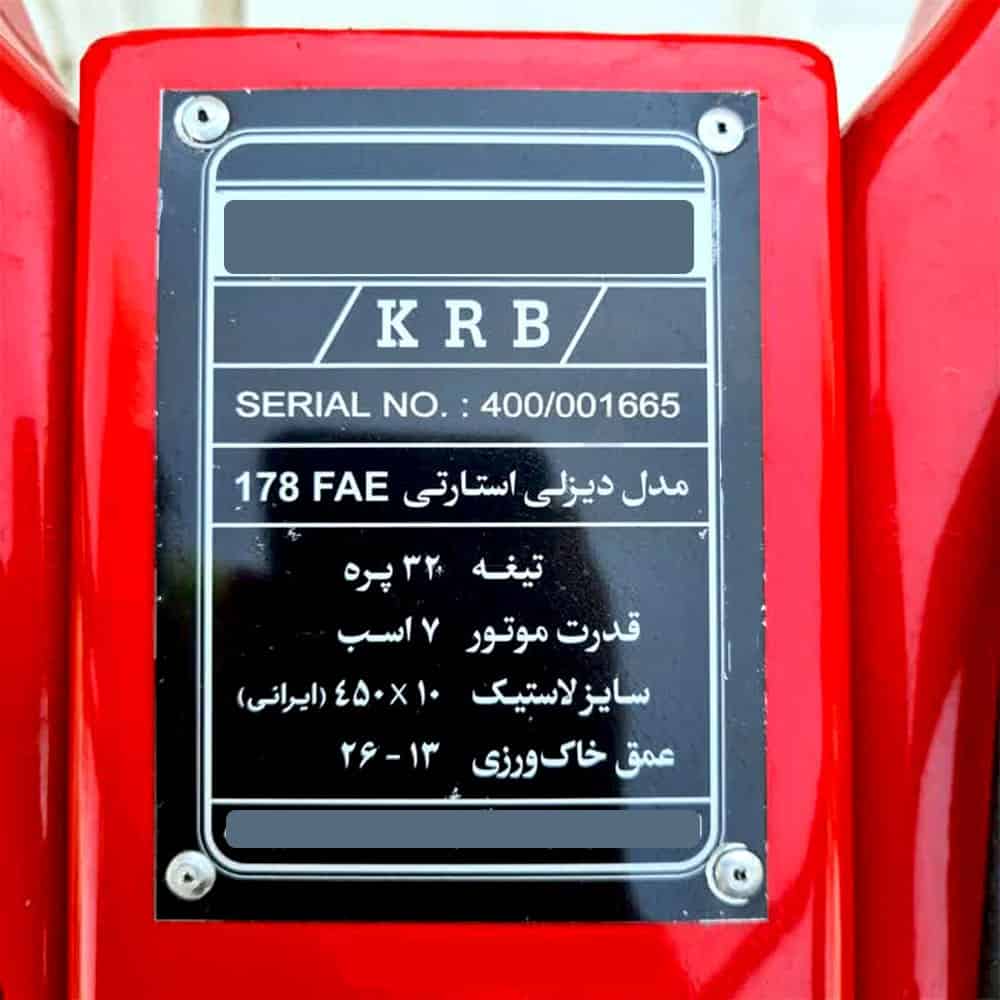 / K R B /
SERIAL NO. : 400/001665
مدل دیزلی استارتی 178 FAE
تیغه ۳۲ پره
قدرت موتور ۷ اسب
سایز لاستیک ۱۰×۴۵۰ (ایرانی)
عمق خاک‌ورزی ۱۳ - ۲۶